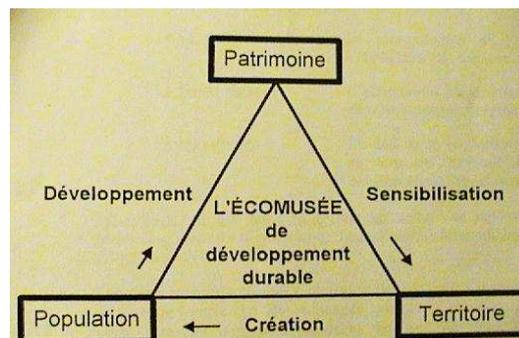 Patrimoine
Développement
Sensibilisation
L'ÉCOMUSÉE
de
développement
durable
Population
Création
Territoire